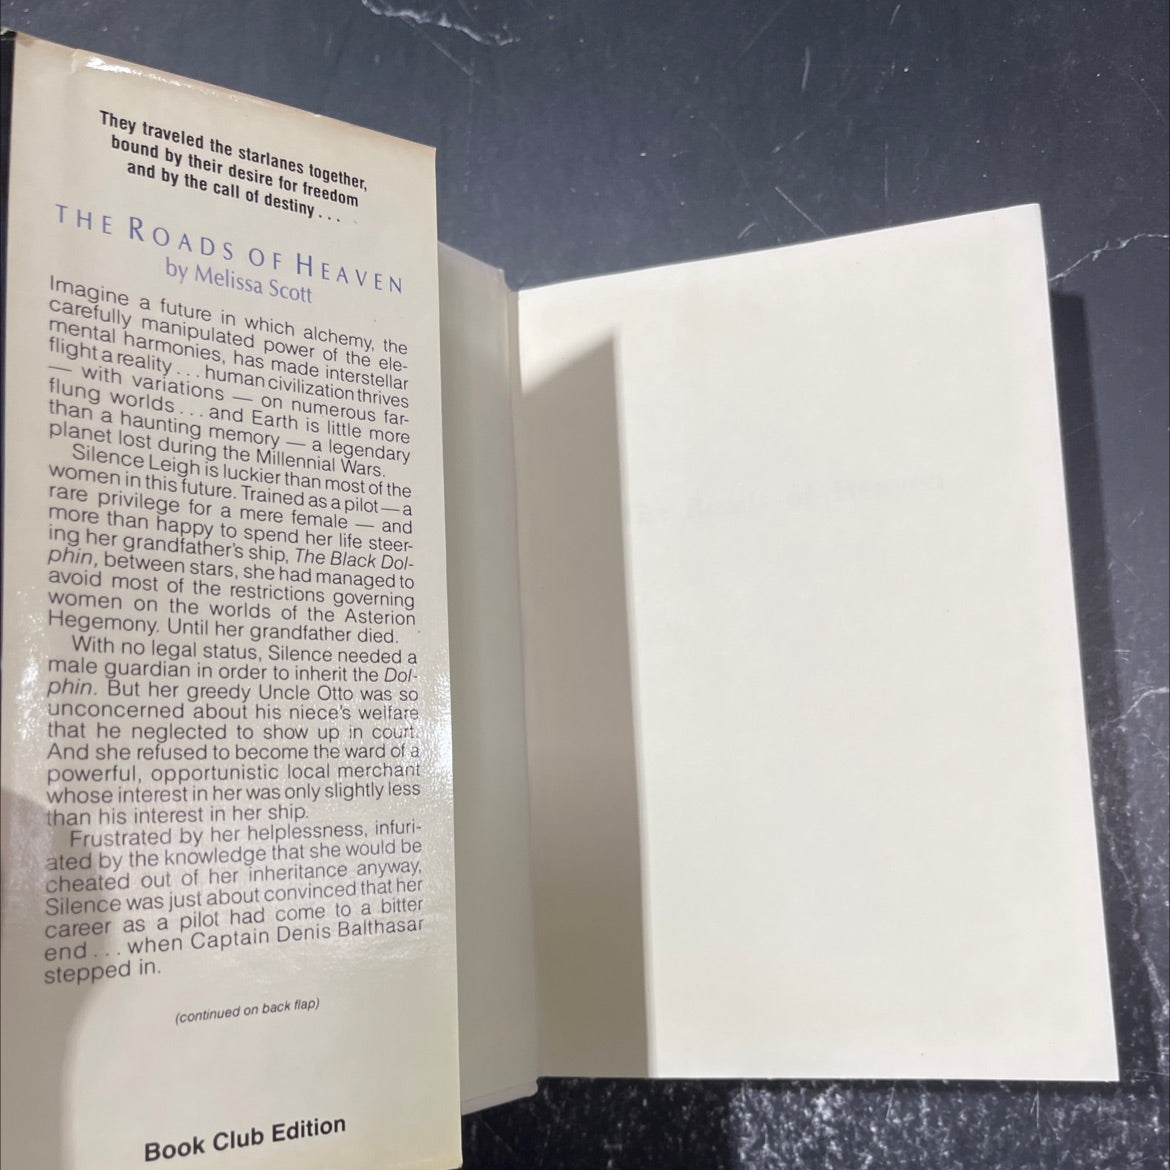 They traveled the starlanes together,
bound by their desire for freedom
and by the call of destiny . . .
THE ROADS OF HEAVEN
by Melissa Scott
Imagine a future in which alchemy, the
carefully manipulated power of the ele-
mental harmonies, has made interstellar
flight a reality . . . human civilization thrives
— with variations — on numerous far-
flung worlds . . . and Earth is little more
than a haunting memory — a legendary
planet lost during the Millennial Wars.
Silence Leigh is luckier than most of the
women in this future. Trained as a pilot — a
rare privilege for a mere female — and
more than happy to spend her life steer-
ing her grandfather's ship, The Black Dol-
phin, between stars, she had managed to
avoid most of the restrictions governing
women on the worlds of the Asterion
Hegemony. Until her grandfather died.
With no legal status, Silence needed a
male guardian in order to inherit the Dol-
phin. But her greedy Uncle Otto was so
unconcerned about his niece's welfare
that he neglected to show up in court.
And she refused to become the ward of a
powerful, opportunistic local merchant
whose interest in her was only slightly less
than his interest in her ship.
Frustrated by her helplessness, infuri-
ated by the knowledge that she would be
cheated out of her inheritance anyway,
Silence was just about convinced that her
career as a pilot had come to a bitter
end . . . when Captain Denis Balthasar
stepped in.
(continued on back flap)
Book Club Edition